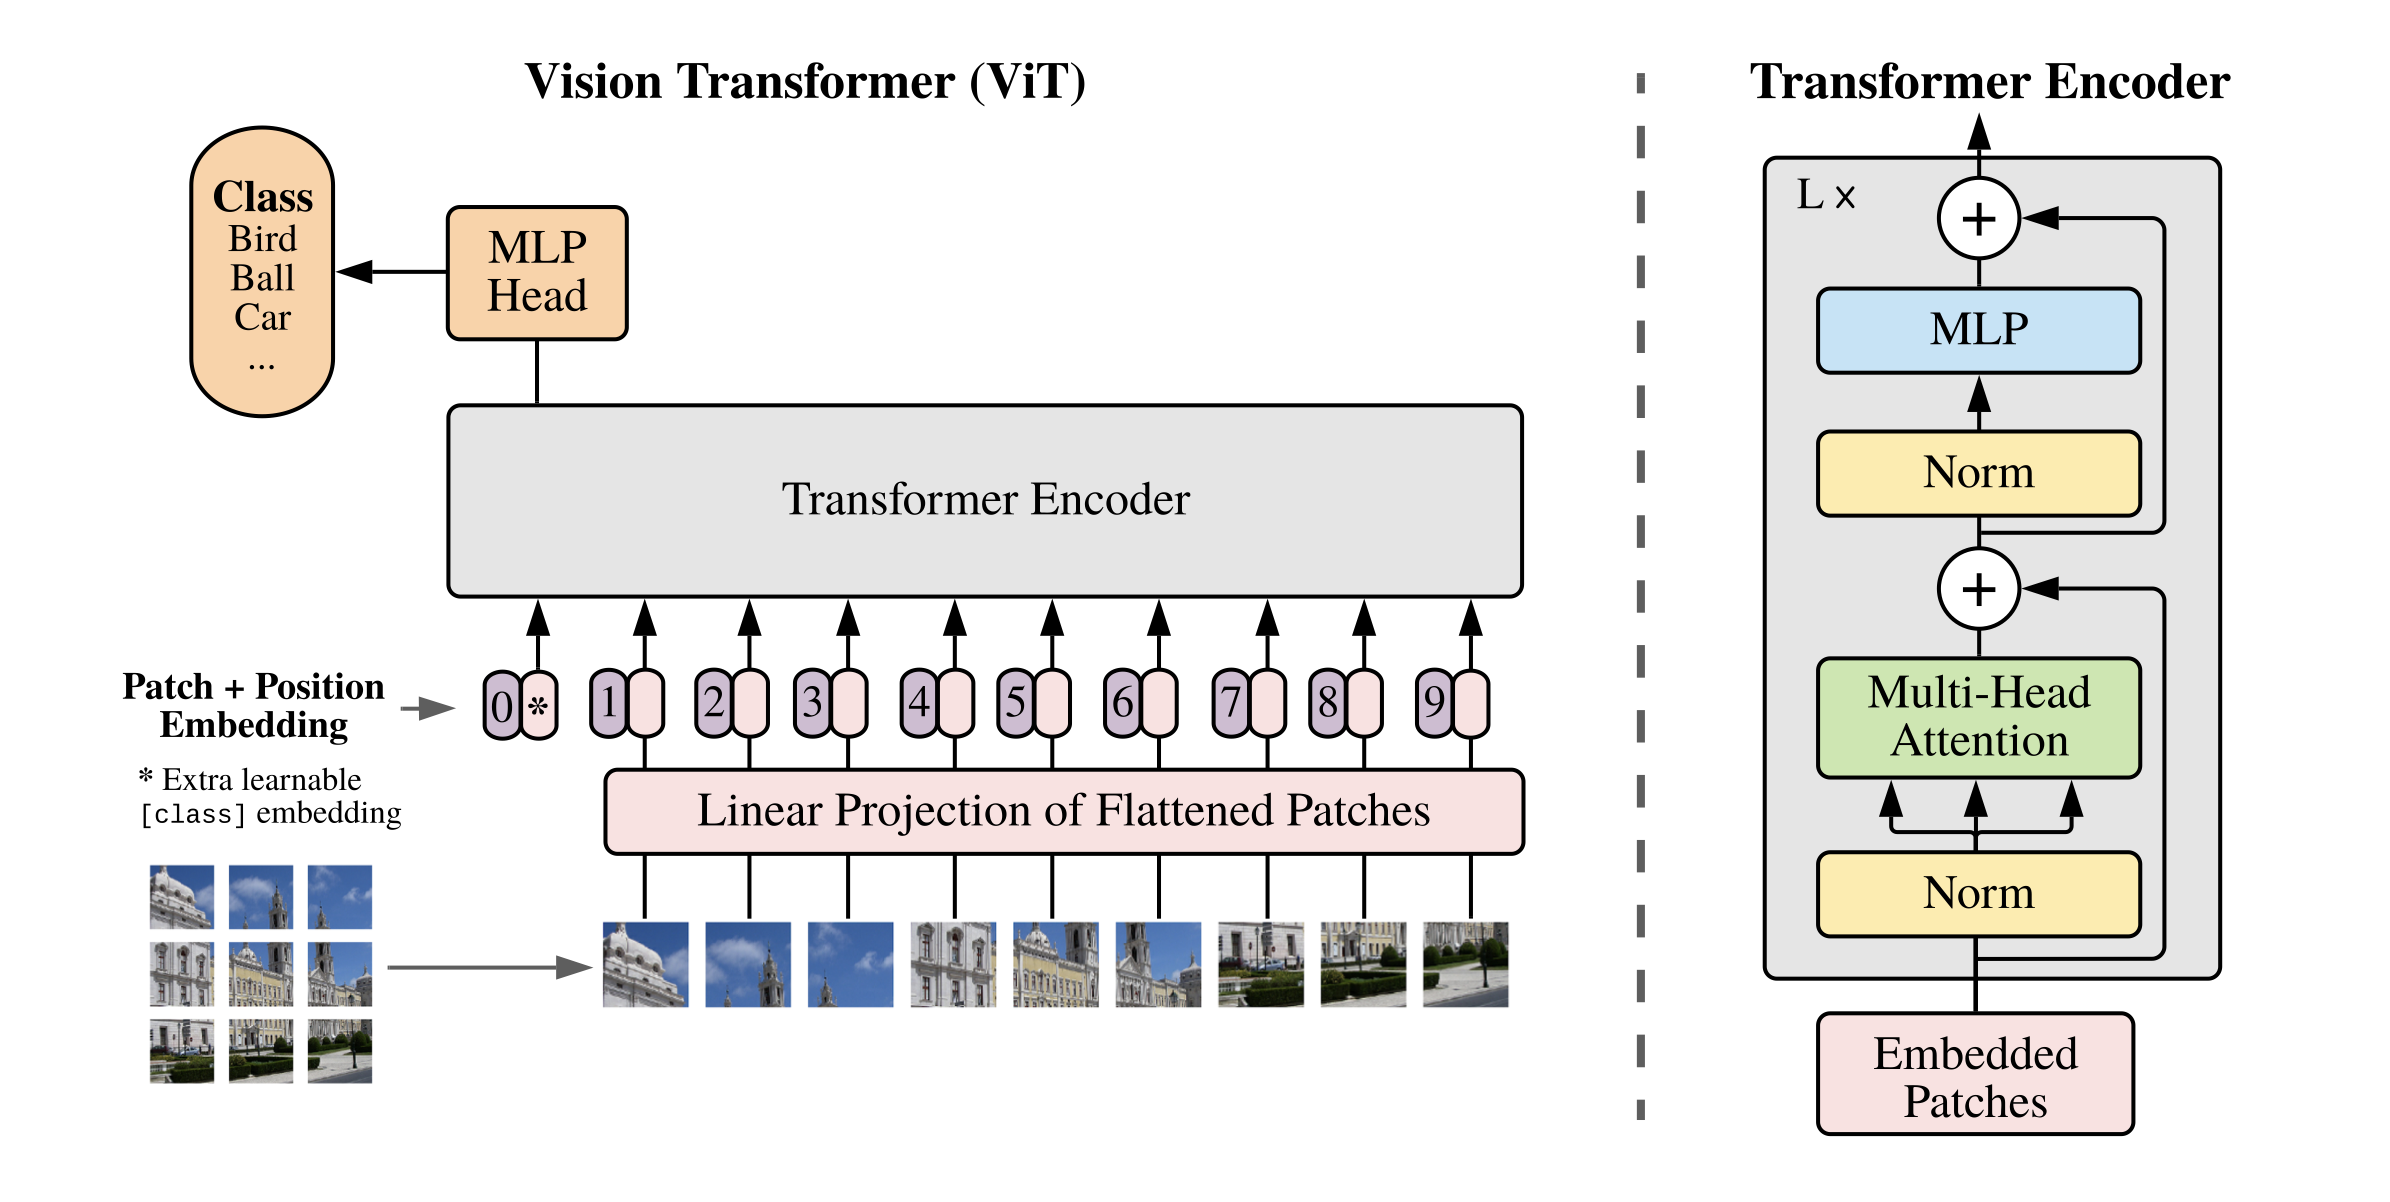 Vision Transformer (ViT)
Class
Bird
Ball
Car
...
MLP
Head
Transformer Encoder
Patch + Position
Embedding
0 * 1 2 3 4 5 6 7 8 9
* Extra learnable
[class] embedding
Linear Projection of Flattened Patches
Transformer Encoder
L ×
+
MLP
Norm
+
Multi-Head
Attention
Norm
Embedded
Patches